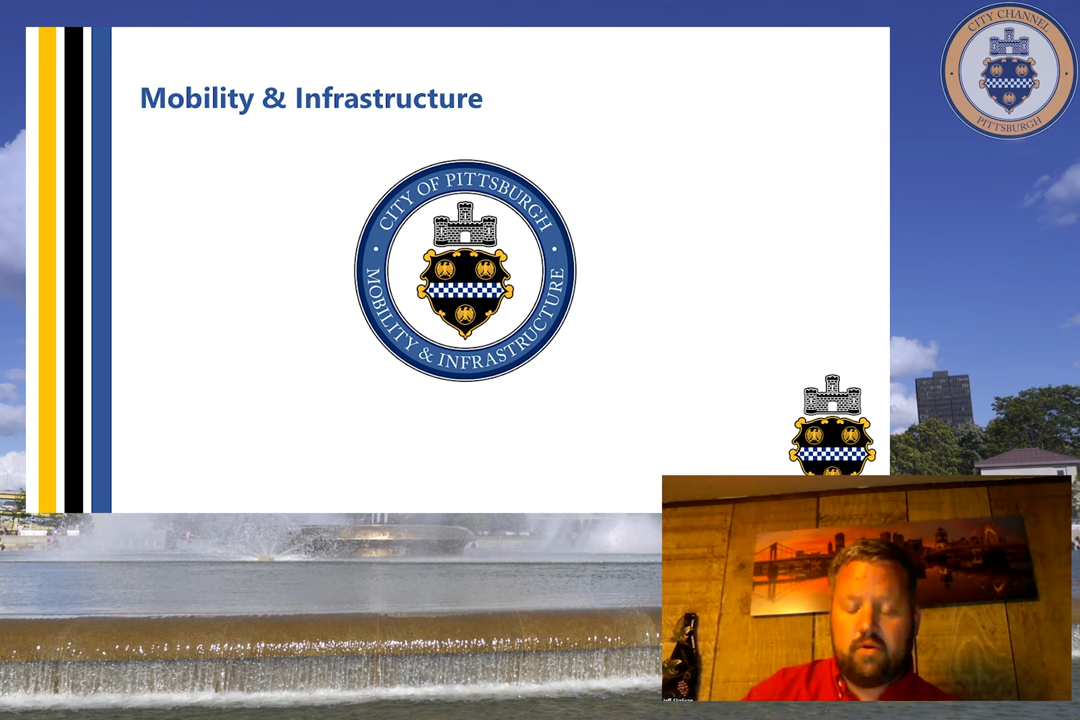 Mobility & Infrastructure
CITY OF PITTSBURGH
MOBILITY & INFRASTRUCTURE
CITY CHANNEL
PITTSBURGH